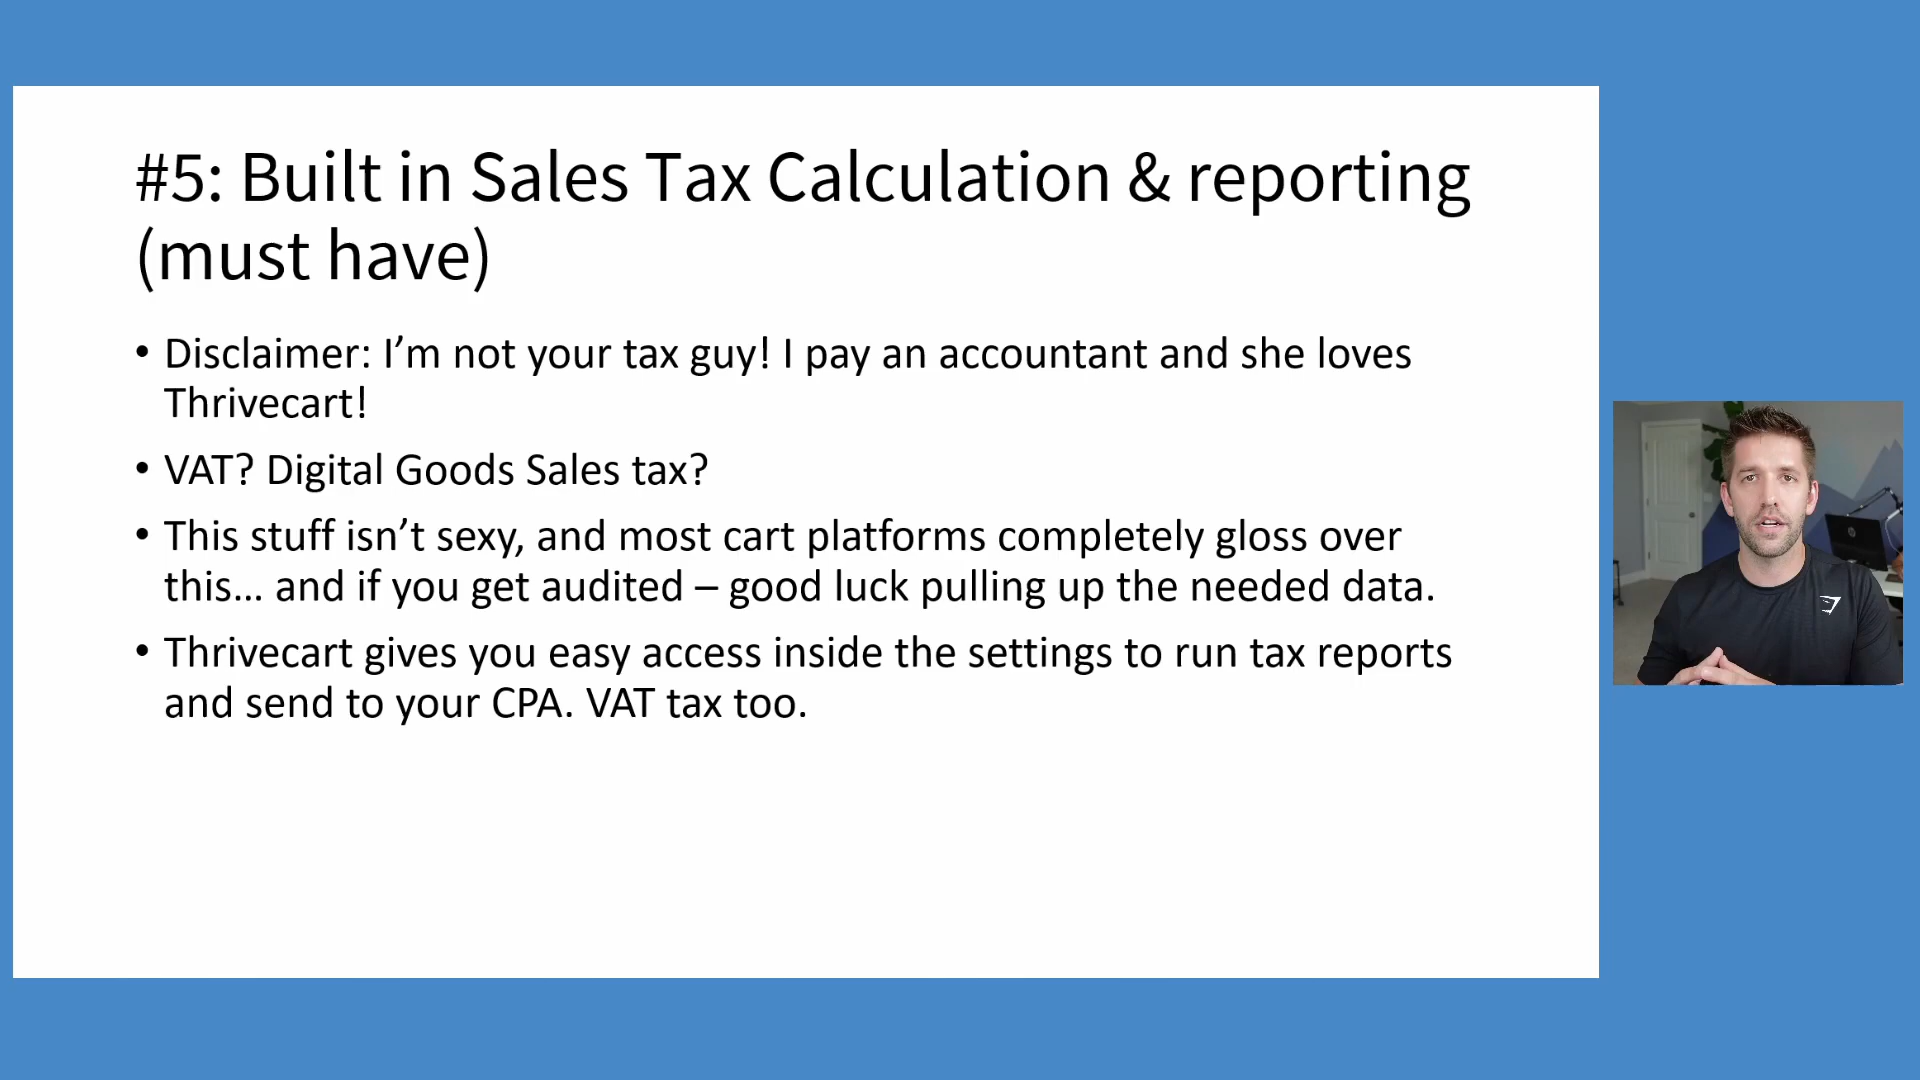 #5: Built in Sales Tax Calculation & reporting
(must have)
• Disclaimer: I’m not your tax guy! I pay an accountant and she loves
Thrivecart!
• VAT? Digital Goods Sales tax?
• This stuff isn’t sexy, and most cart platforms completely gloss over
this… and if you get audited – good luck pulling up the needed data.
• Thrivecart gives you easy access inside the settings to run tax reports
and send to your CPA. VAT tax too.